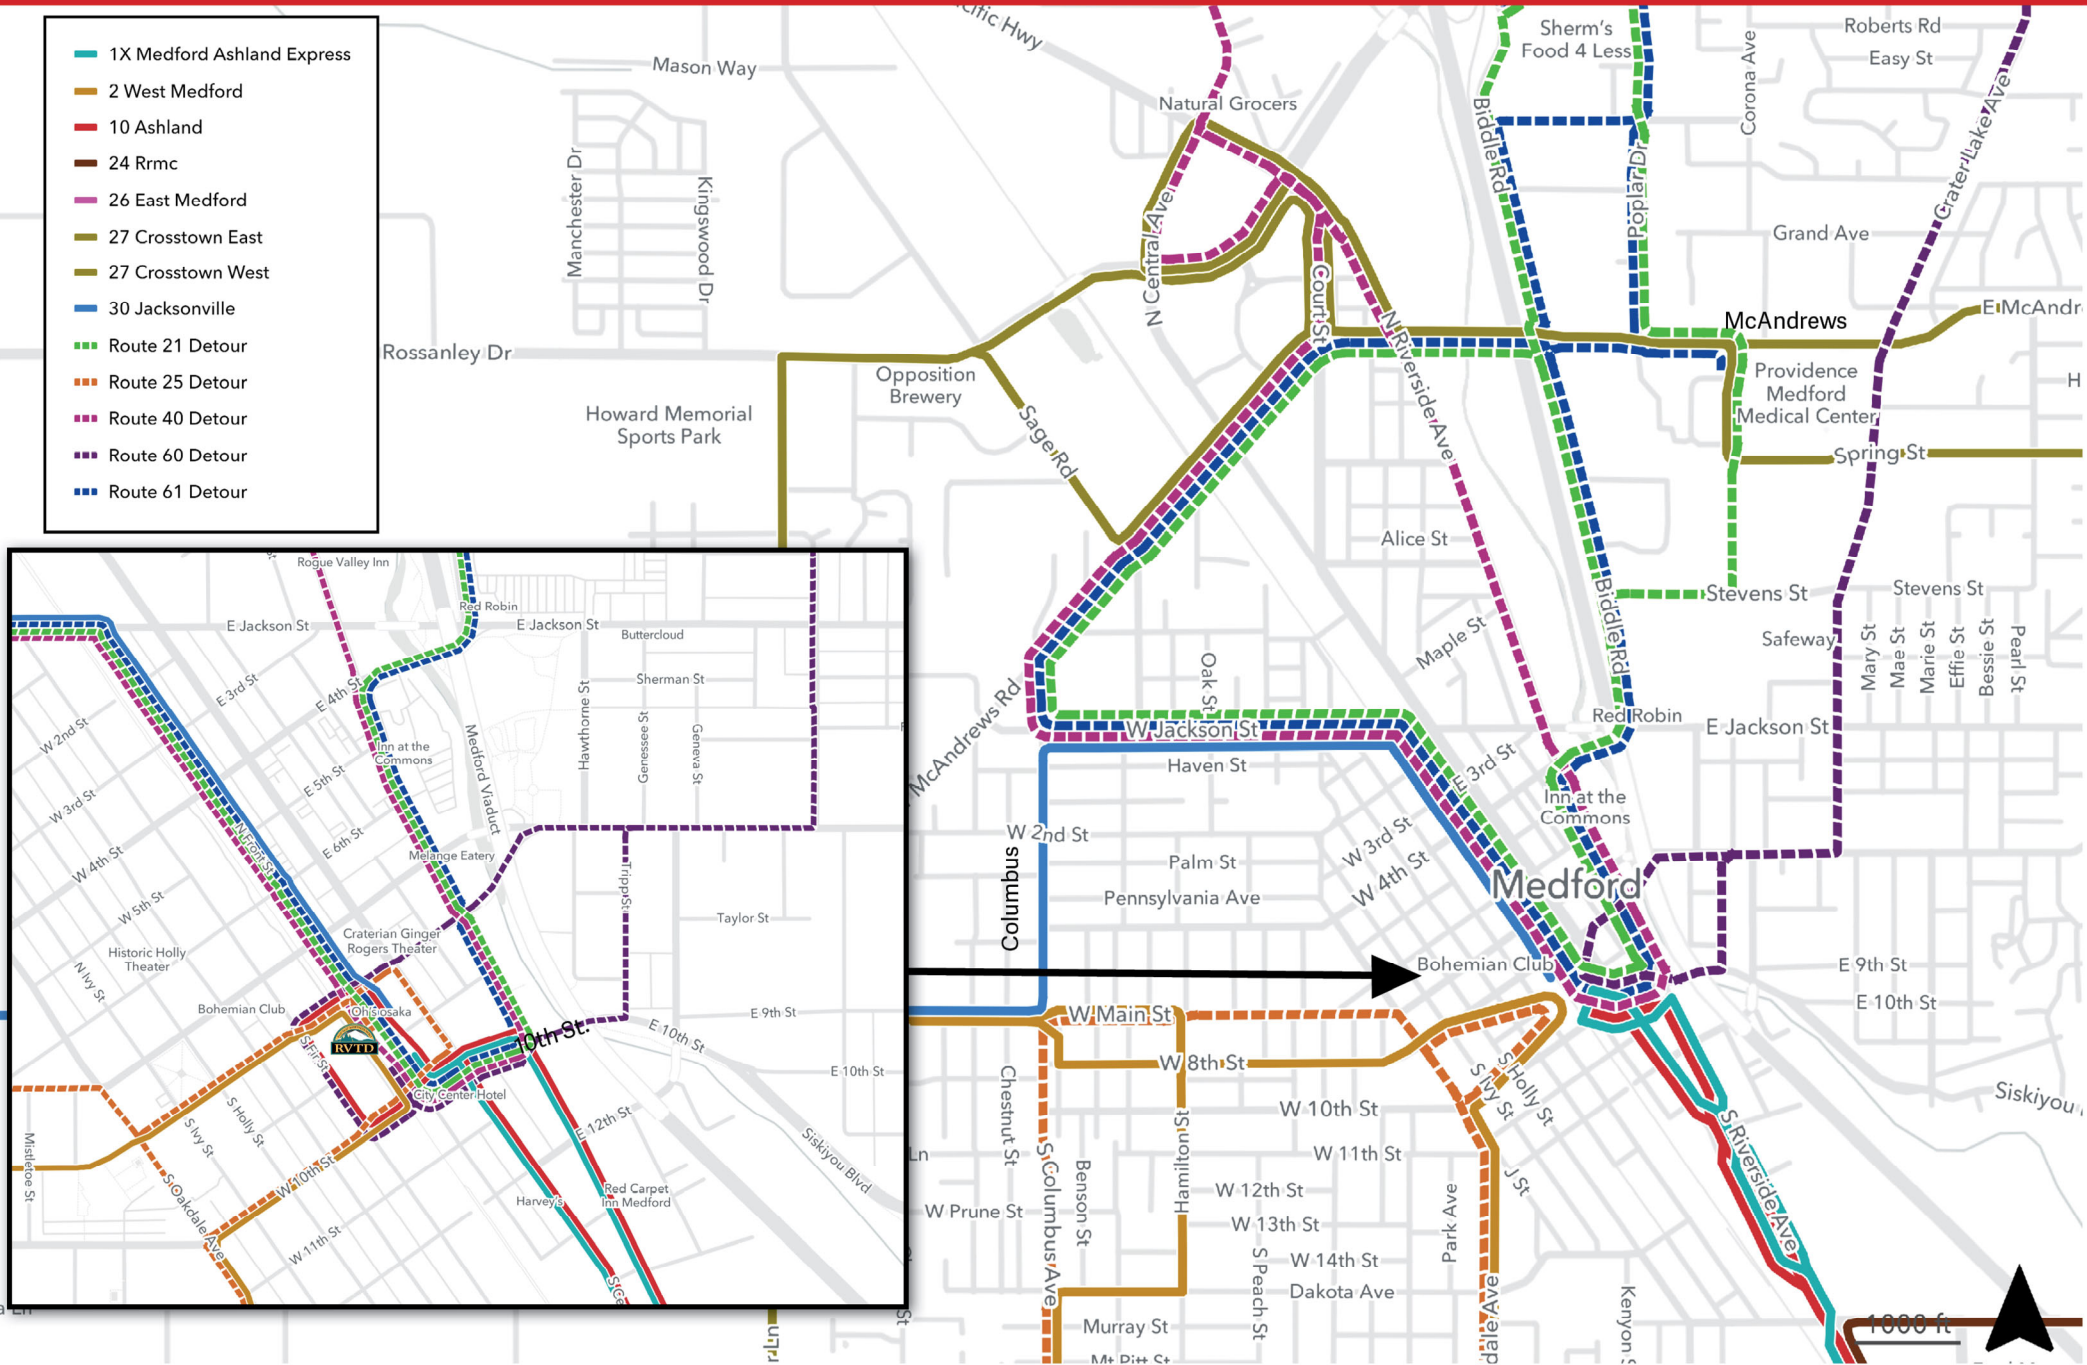 1X Medford Ashland Express
2 West Medford
10 Ashland
24 Rrmc
26 East Medford
27 Crosstown East
27 Crosstown West
30 Jacksonville
Route 21 Detour
Route 25 Detour
Route 40 Detour
Route 60 Detour
Route 61 Detour
cific Hwy
Mason Way
Manchester Dr
Kingswood Dr
Rossanley Dr
Howard Memorial
Sports Park
Opposition
Brewery
Sage Rd
Natural Grocers
N Central Ave
Court St
N Riverside Ave
Biddle Rd
Sherm's
Food 4 Less
Poplar Dr
Corona Ave
Roberts Rd
Easy St
Crater Lake Ave
Grand Ave
McAndrews
E McAndr
Providence
Medford
Medical Center
H
Spring St
Alice St
Maple St
Biddle Rd
Stevens St
Stevens St
Safeway
Mary St
Mae St
Marie St
Effie St
Bessie St
Pearl St
Red Robin
E Jackson St
McAndrews Rd
Oak St
W Jackson St
Haven St
E 3rd St
Inn at the
Commons
Columbus
W 2nd St
Palm St
Pennsylvania Ave
W 3rd St
W 4th St
Medford
Bohemian Club
E 9th St
E 10th St
W Main St
W 8th St
Chestnut St
S Columbus Ave
Benson St
Hamilton St
W 10th St
W 11th St
W 12th St
W 13th St
W 14th St
Dakota Ave
S Peach St
Park Ave
S Ivy St
S Holly St
J St
dale Ave
Kenyon S
S Riverside Ave
Siskiyou
Ln
W Prune St
Murray St
Mt Pitt St
St
r Ln
1000 ft
Rogue Valley Inn
Red Robin
E Jackson St
E Jackson St
Buttercloud
Sherman St
Hawthorne St
Genessee St
Geneva St
E 3rd St
E 4th St
W 2nd St
Inn at the
Commons
Medford Viaduct
E 5th St
W 3rd St
N Front St
E 6th St
W 4th St
Melange Eatery
Tripp St
W 5th St
Taylor St
Craterian Ginger
Rogers Theater
Historic Holly
Theater
N Ivy St
Bohemian Club
Oh's osaka
RVTD
10th St.
E 9th St
E 10th St
E 10th St
S Fir St
City Center Hotel
S Holly St
S Ivy St
E 12th St
Mistletoe St
S Oakdale Ave
W 10th St
W 11th St
Harvey's
Red Carpet
Inn Medford
Siskiyou Blvd
S Ce